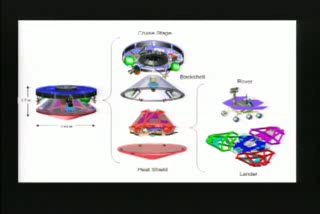 Cruise Stage
Backshell
Rover
Heat Shield
Lander